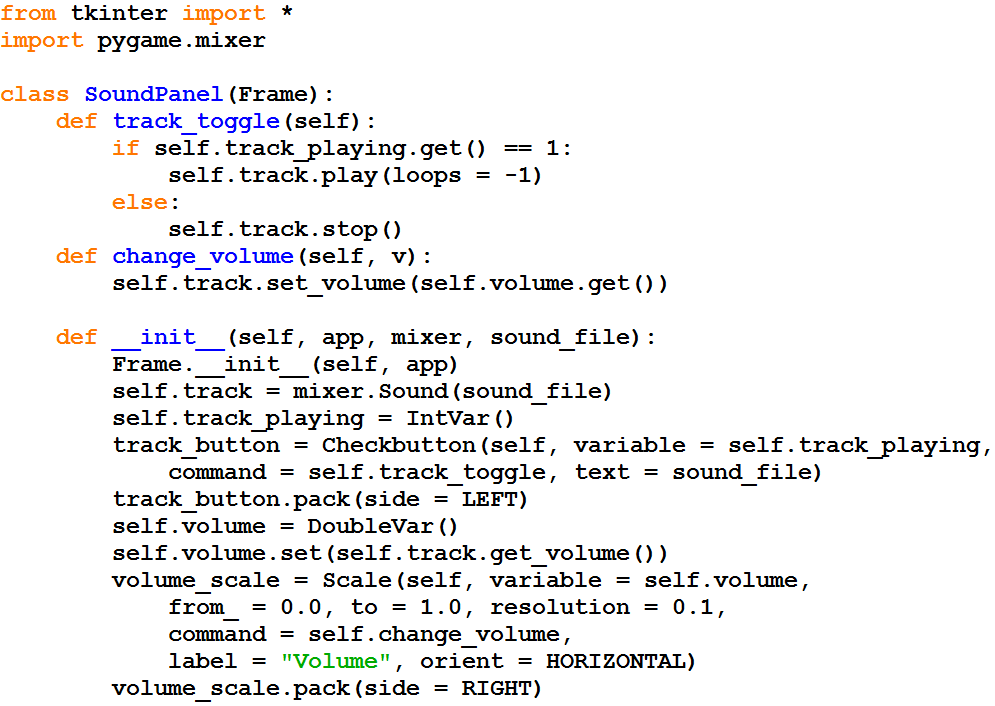 from tkinter import *
import pygame.mixer

class SoundPanel(Frame):
    def track_toggle(self):
        if self.track_playing.get() == 1:
            self.track.play(loops = -1)
        else:
            self.track.stop()
    def change_volume(self, v):
        self.track.set_volume(self.volume.get())

    def __init__(self, app, mixer, sound_file):
        Frame.__init__(self, app)
        self.track = mixer.Sound(sound_file)
        self.track_playing = IntVar()
        track_button = Checkbutton(self, variable = self.track_playing,
            command = self.track_toggle, text = sound_file)
        track_button.pack(side = LEFT)
        self.volume = DoubleVar()
        self.volume.set(self.track.get_volume())
        volume_scale = Scale(self, variable = self.volume,
            from_ = 0.0, to = 1.0, resolution = 0.1,
            command = self.change_volume,
            label = "Volume", orient = HORIZONTAL)
        volume_scale.pack(side = RIGHT)